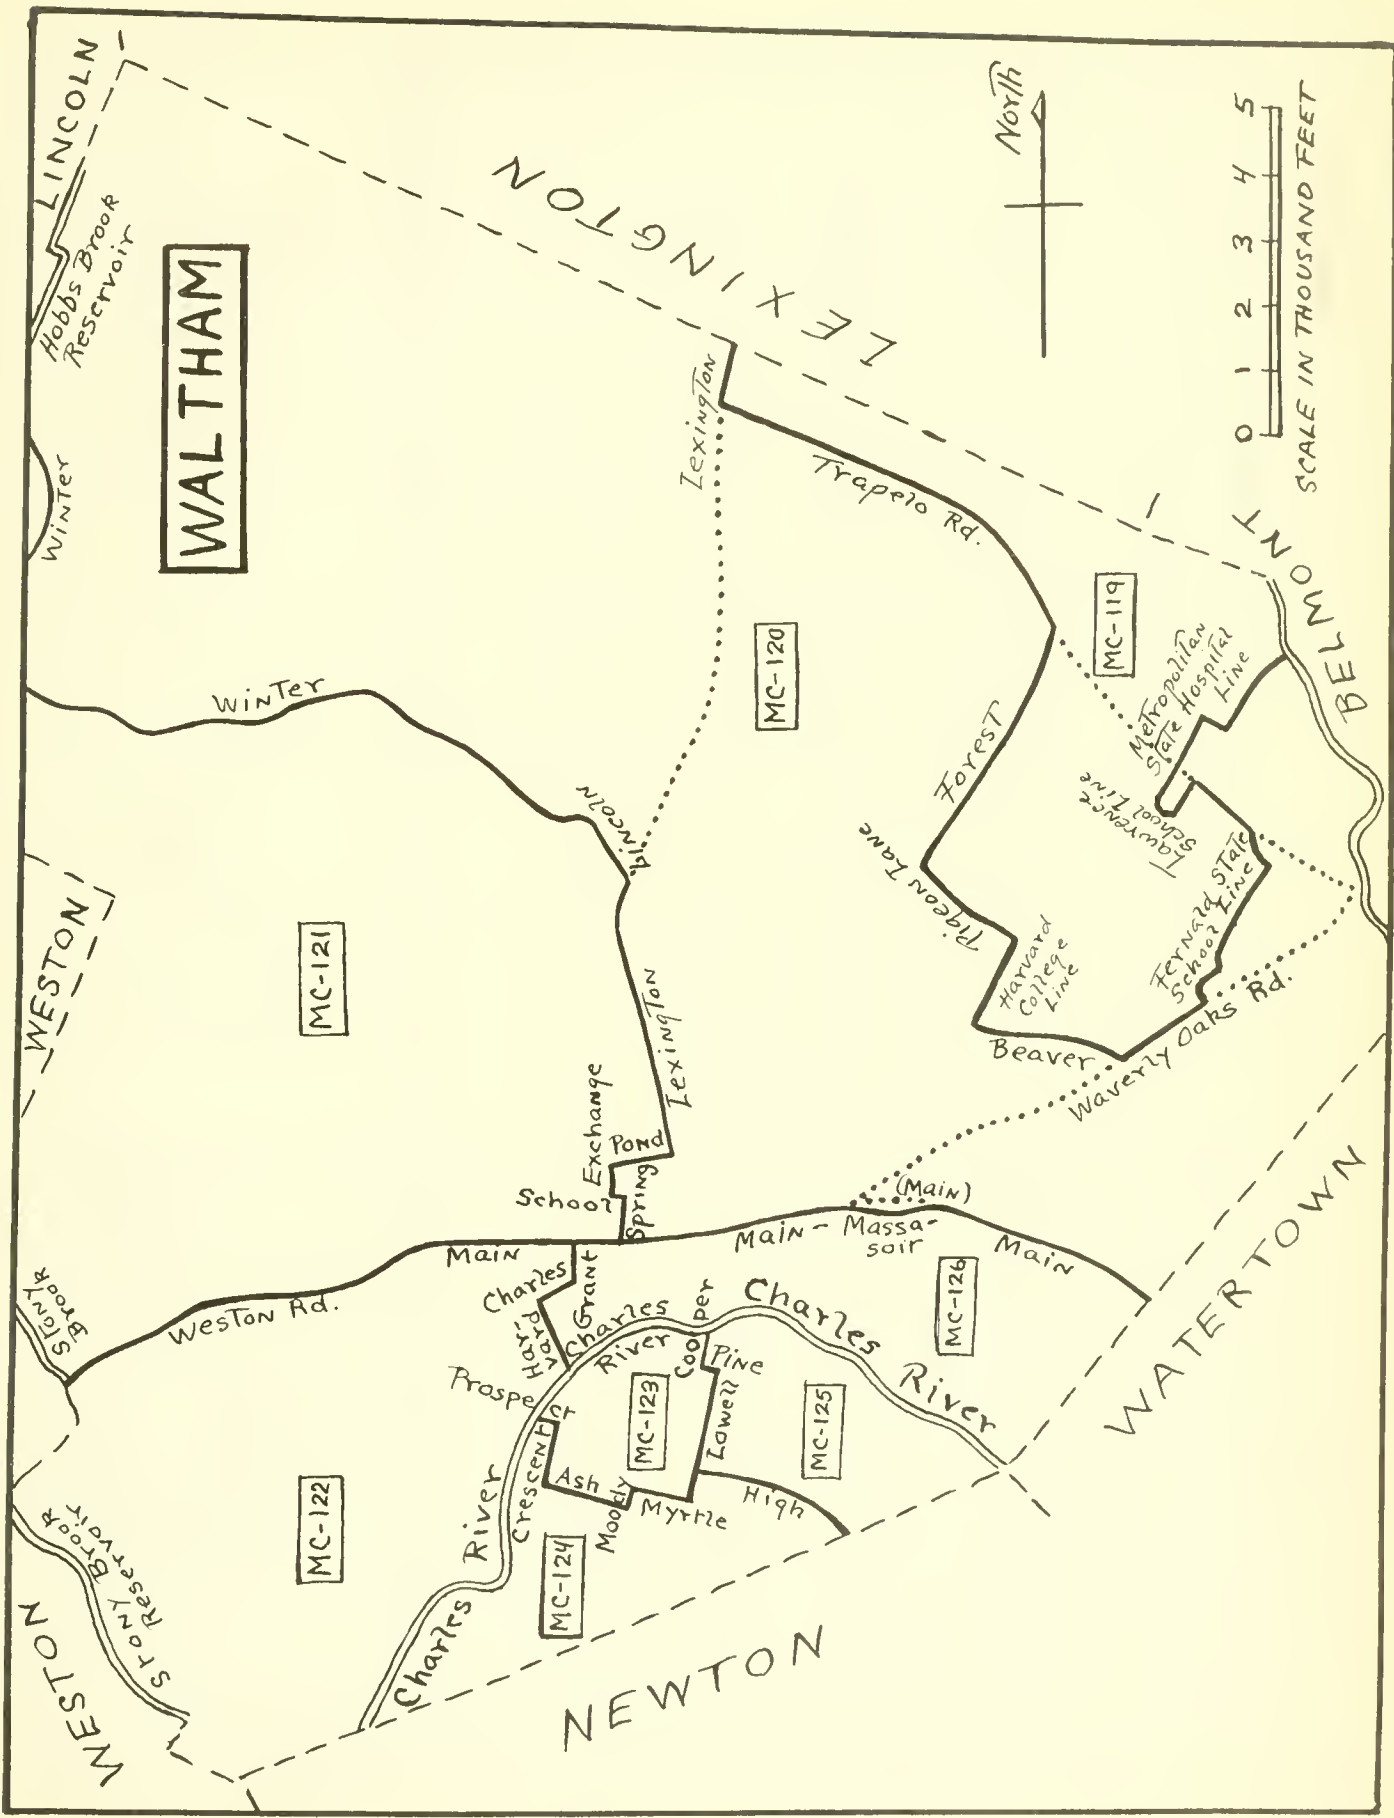 WALTHAM
LINCOLN
Hobbs Brook
Reservoir
Winter
WESTON
Winter
Lincoln
LEXINGTON
North
0 1 2 3 4 5
SCALE IN THOUSAND FEET
Lexington
Trapelo Rd.
MC-119
MC-120
MC-121
Metropolitan
State Hospital
Line
Lawrence
School Line
Fernald State
School Line
Forest
Pigeon Lane
Harvard
College
Line
Beaver
Waverly Oaks Rd.
BELMONT
WATERTOWN
Lexington
Pond
Exchange
Spring
School
Main
Main - Massa-
soir
(Main)
Main
Weston Rd.
Stony
Brook
Charles
Grant
Har-
vard
Charles
River
Cooper
Charles
River
MC-126
Prospect
Crescent
Ash
Moody
Myrtle
MC-123
Pine
Lowell
High
MC-125
MC-124
MC-122
Charles
River
Stony Brook
Reservoir
WESTON
NEWTON